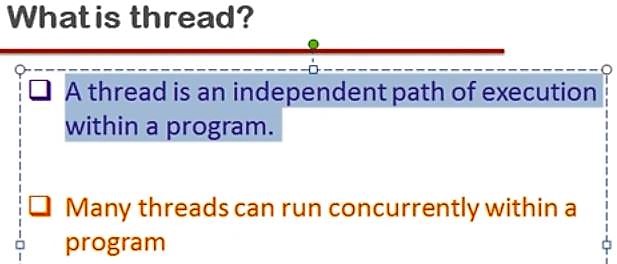 What is thread?
A thread is an independent path of execution
within a program.
Many threads can run concurrently within a
program